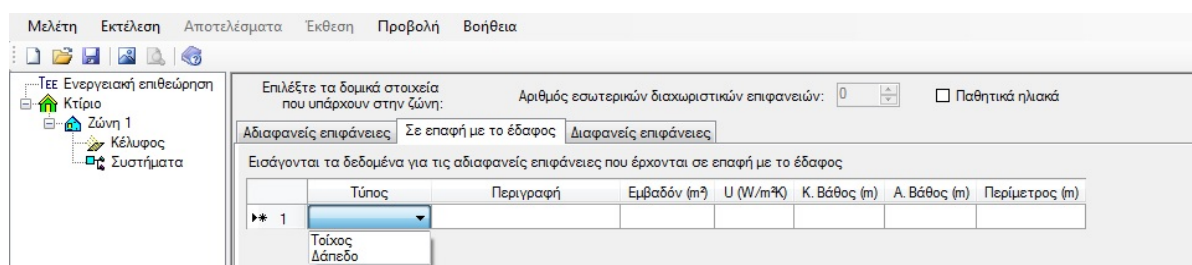 Μελέτη Εκτέλεση Αποτελέσματα Έκθεση Προβολή Βοήθεια
ΤΕΕ Ενεργειακή επιθεώρηση
Κτίριο
Ζώνη 1
Κέλυφος
Συστήματα
Επιλέξτε τα δομικά στοιχεία
που υπάρχουν στην ζώνη:
Αριθμός εσωτερικών διαχωριστικών επιφανειών: 0
Παθητικά ηλιακά
Αδιαφανείς επιφάνειες Σε επαφή με το έδαφος Διαφανείς επιφάνειες
Εισάγονται τα δεδομένα για τις αδιαφανείς επιφάνειες που έρχονται σε επαφή με το έδαφος
Τύπος Περιγραφή Εμβαδόν (m²) U (W/m²K) Κ. Βάθος (m) Α. Βάθος (m) Περίμετρος (m)
1
Τοίχος
Δάπεδο